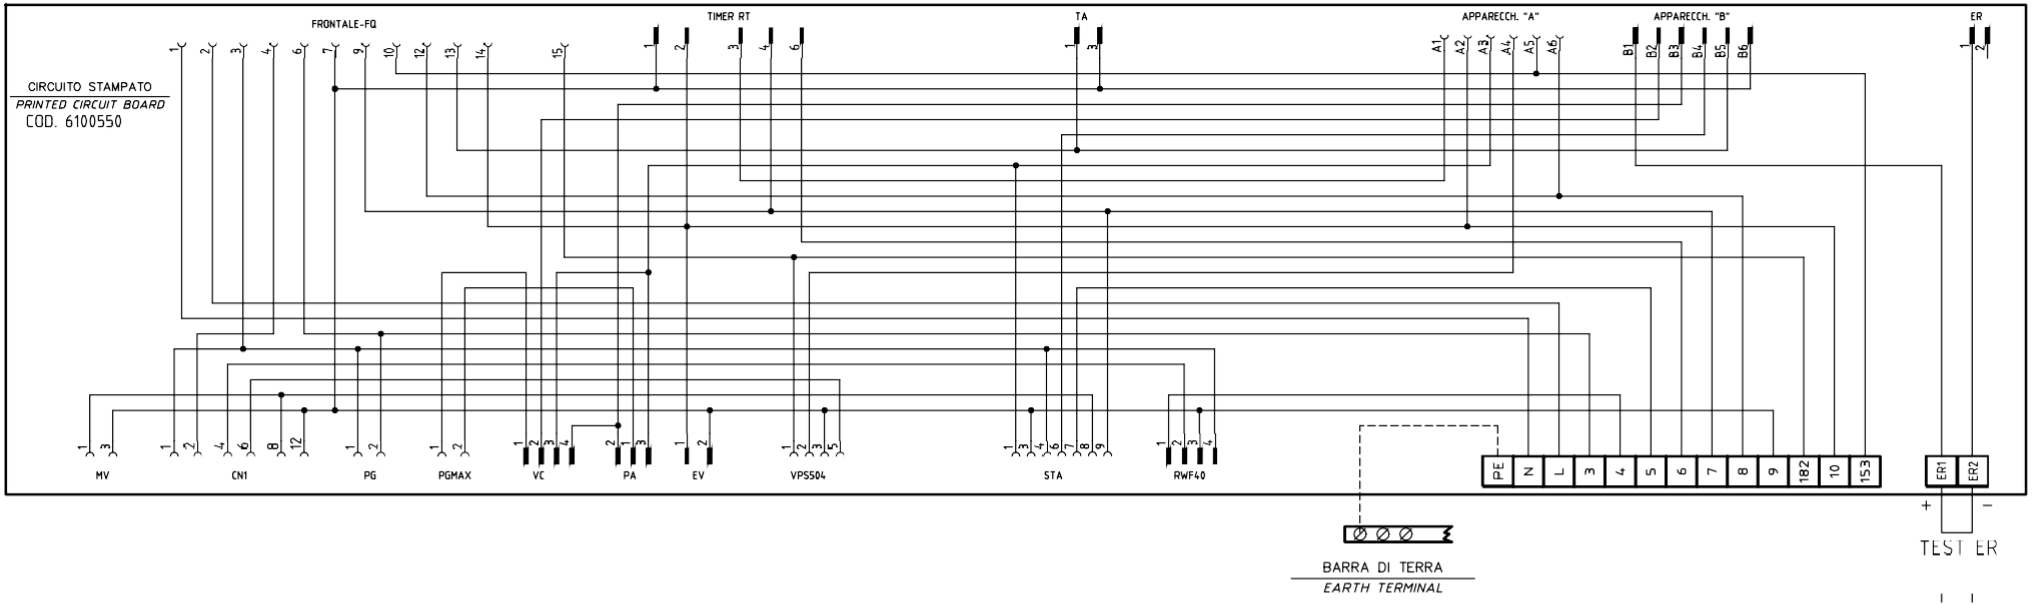 FRONTALE-FQ
TIMER RT
TA
APPARECCH. "A"
APPARECCH. "B"
ER
1 2 3 4 6 7 9 10 12 13 14 15
1 2 3 4 6
1 3
A1 A2 A3 A4 A5 A6
B1 B2 B3 B4 B5 B6
1 2
CIRCUITO STAMPATO
PRINTED CIRCUIT BOARD
COD. 6100550
1 3
1 2 4 6 8 12
1 2
1 2
1 2 3 4
2 1 3
1 2
1 2 3 5
1 3 4 6 7 8 9
1 2 3 4
MV
CN1
PG
PGMAX
VC
PA
EV
VPS504
STA
RWF40
PE N L 3 4 5 6 7 8 9 182 10 153
ER1 ER2
+ -
TEST ER
BARRA DI TERRA
EARTH TERMINAL